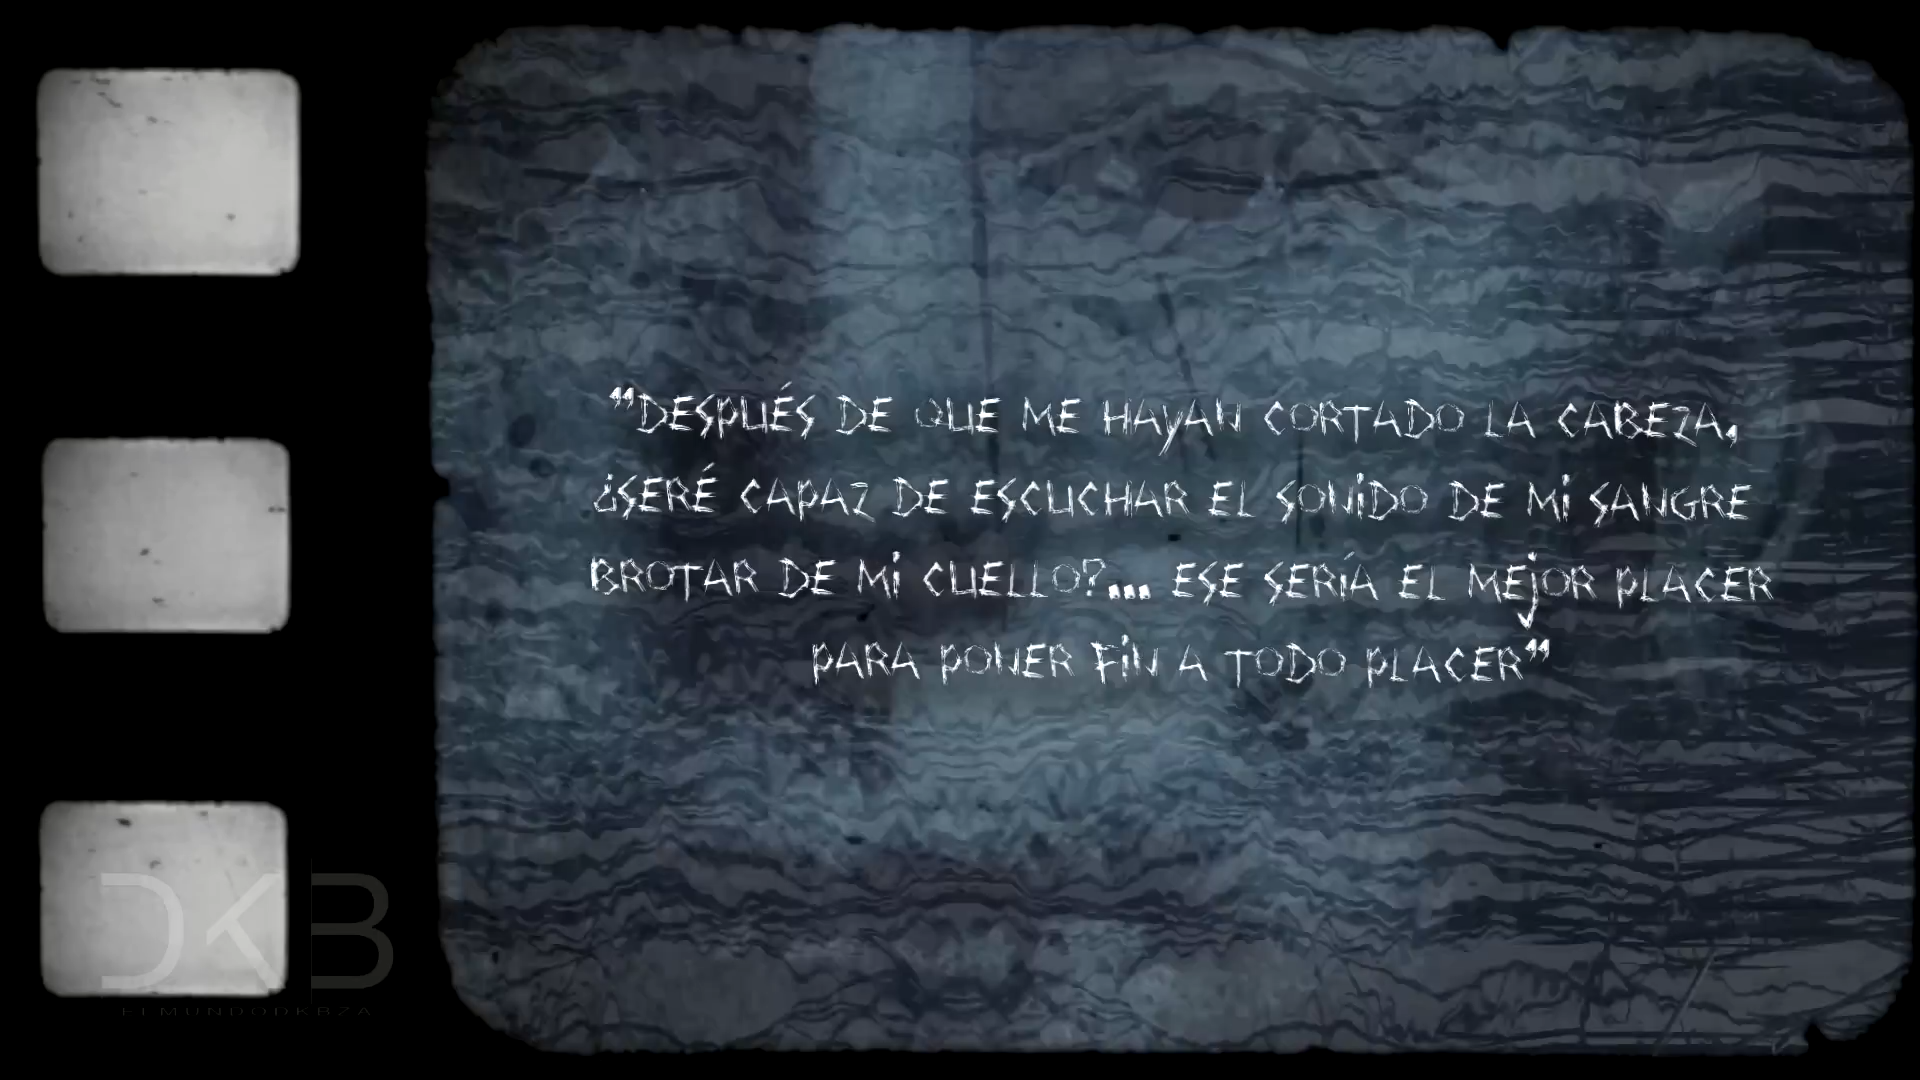 "DESPUÉS DE QUE ME HAYAN CORTADO LA CABEZA,
¿SERÉ CAPAZ DE ESCUCHAR EL SONIDO DE Mi SANGRE
BROTAR DE Mi CUELLO?... ESE SERÍA EL MEJOR PLACER
PARA PONER FiN A TODO PLACER"
DKB
ELMUNDODKBZA